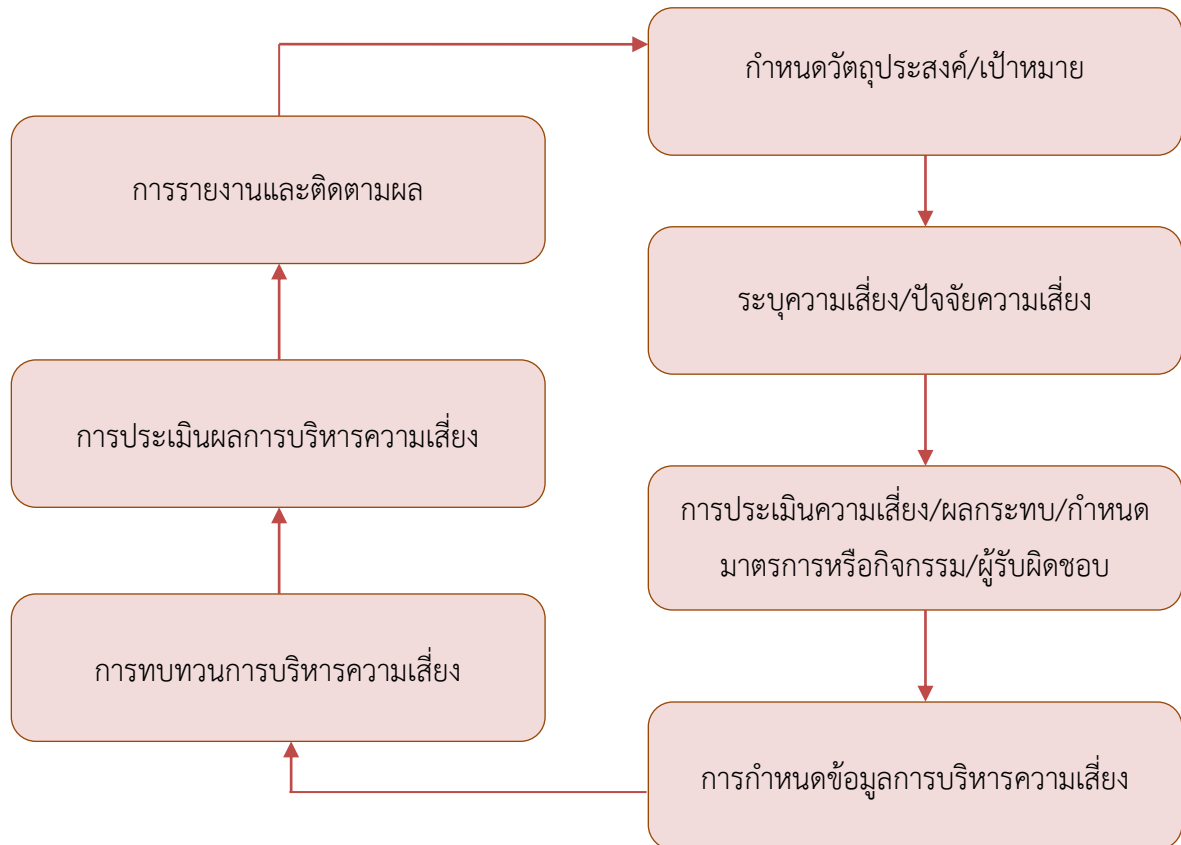 กำหนดวัตถุประสงค์/เป้าหมาย
ระบุความเสี่ยง/ปัจจัยความเสี่ยง
การประเมินความเสี่ยง/ผลกระทบ/กำหนด
มาตรการหรือกิจกรรม/ผู้รับผิดชอบ
การกำหนดข้อมูลการบริหารความเสี่ยง
การทบทวนการบริหารความเสี่ยง
การประเมินผลการบริหารความเสี่ยง
การรายงานและติดตามผล